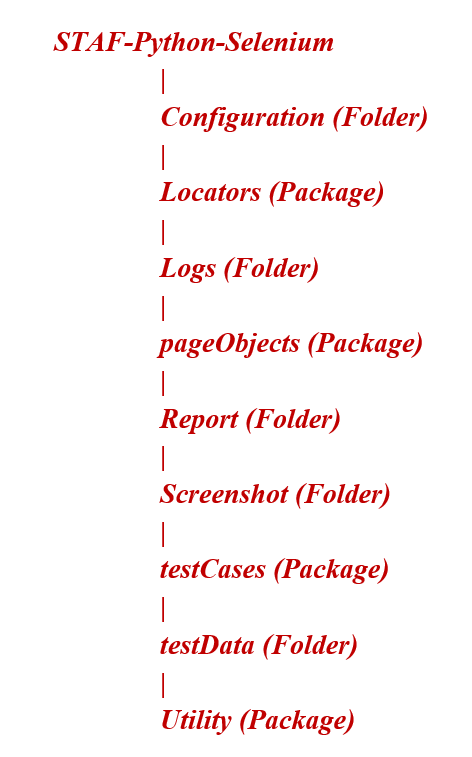 STAF-Python-Selenium
|
Configuration (Folder)
|
Locators (Package)
|
Logs (Folder)
|
pageObjects (Package)
|
Report (Folder)
|
Screenshot (Folder)
|
testCases (Package)
|
testData (Folder)
|
Utility (Package)